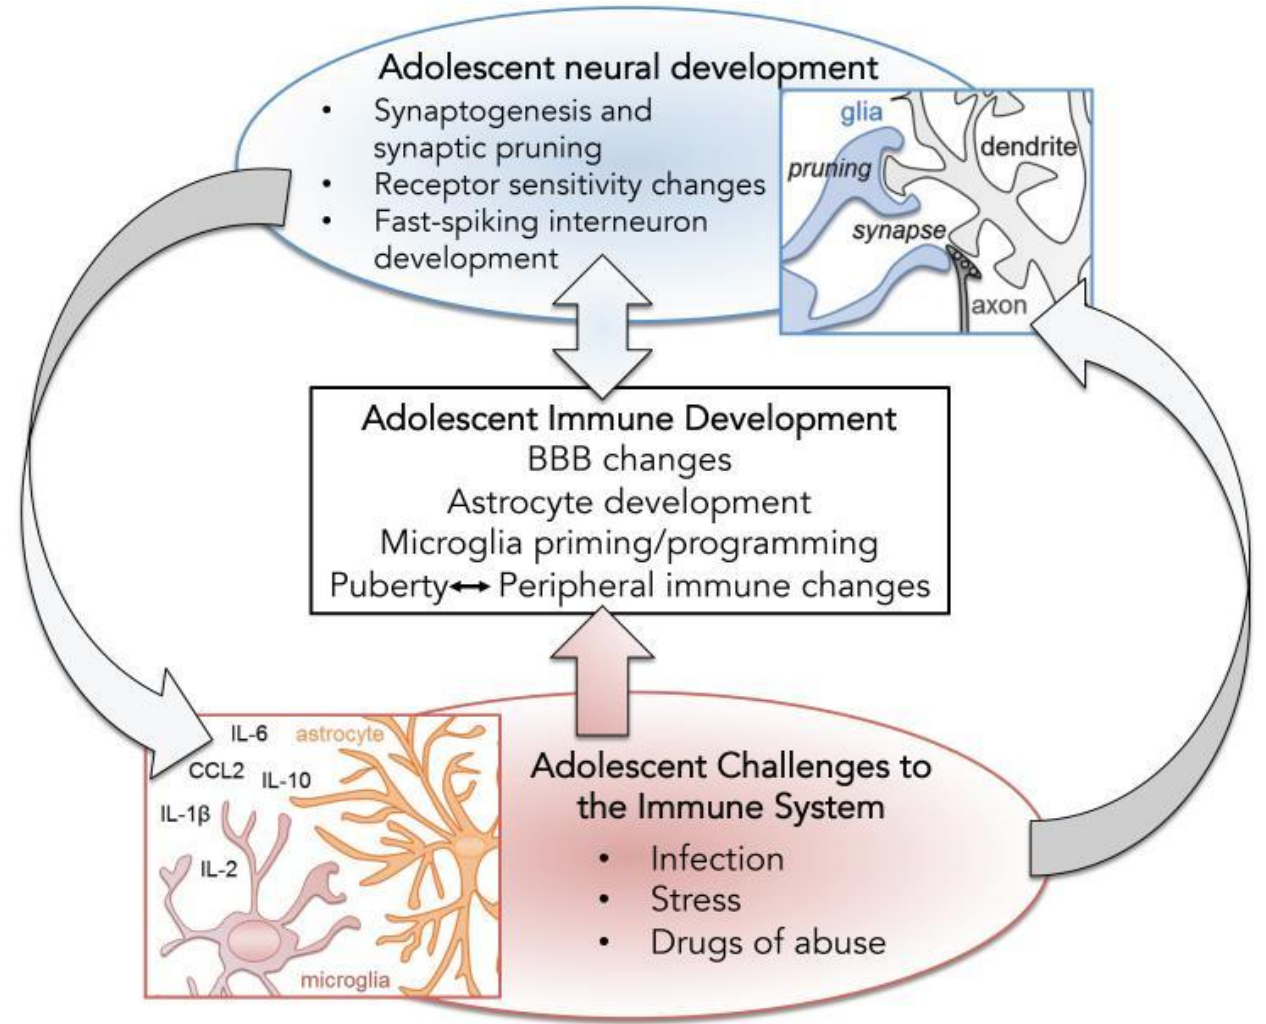 Adolescent neural development
• Synaptogenesis and
synaptic pruning
• Receptor sensitivity changes
• Fast-spiking interneuron
development
glia
dendrite
pruning
synapse
axon
Adolescent Immune Development
BBB changes
Astrocyte development
Microglia priming/programming
Puberty↔Peripheral immune changes
IL-6
astrocyte
CCL2
IL-10
IL-1β
IL-2
microglia
Adolescent Challenges to
the Immune System
• Infection
• Stress
• Drugs of abuse